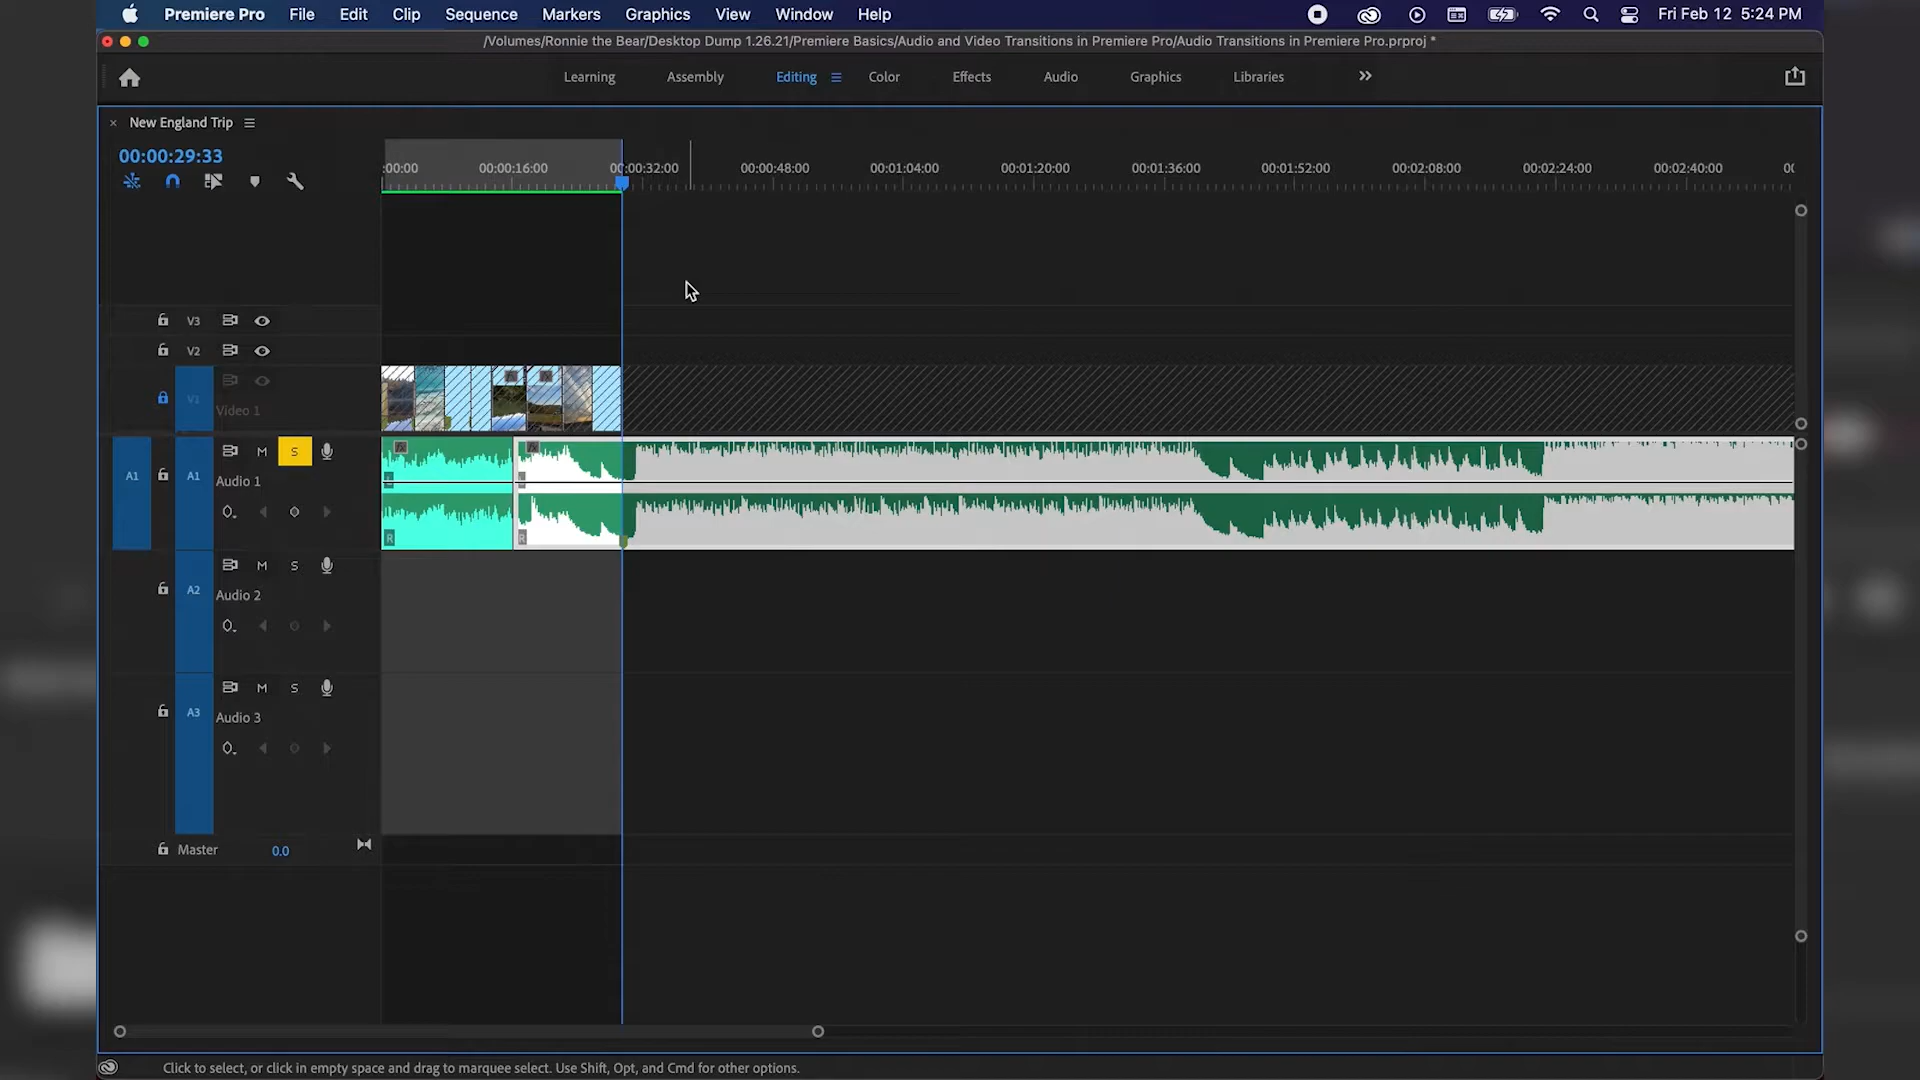 Premiere Pro File Edit Clip Sequence Markers Graphics View Window Help Fri Feb 12 5:24 PM
/Volumes/Ronnie the Bear/Desktop Dump 1.26.21/Premiere Basics/Audio and Video Transitions in Premiere Pro/Audio Transitions in Premiere Pro.prproj *
Learning Assembly Editing Color Effects Audio Graphics Libraries
× New England Trip
00:00:29:33
:00:00 00:00:16:00 00:00:32:00 00:00:48:00 00:01:04:00 00:01:20:00 00:01:36:00 00:01:52:00 00:02:08:00 00:02:24:00 00:02:40:00 00
V3
V2
V1
Video 1
A1 A1 M S
Audio 1
L L
R R
A2 M S
Audio 2
A3 M S
Audio 3
Master 0.0
Click to select, or click in empty space and drag to marquee select. Use Shift, Opt, and Cmd for other options.